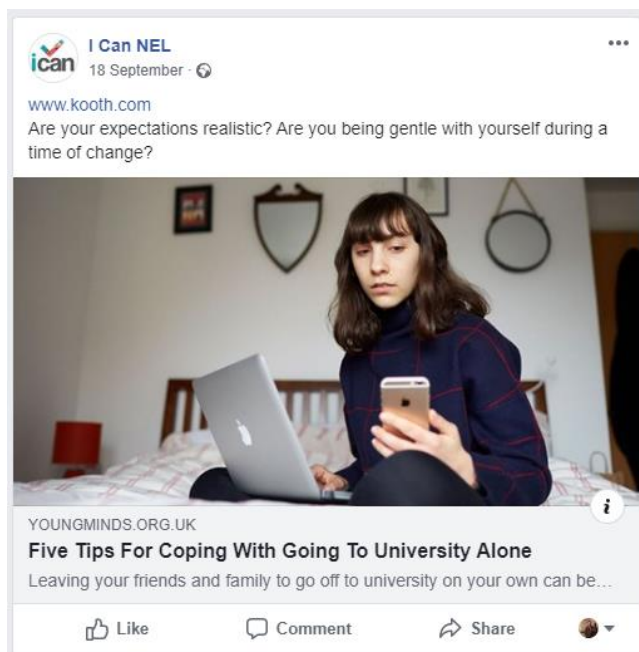 ican
I Can NEL
18 September ·
www.kooth.com
Are your expectations realistic? Are you being gentle with yourself during a
time of change?
i
YOUNGMINDS.ORG.UK
Five Tips For Coping With Going To University Alone
Leaving your friends and family to go off to university on your own can be...
Like Comment Share